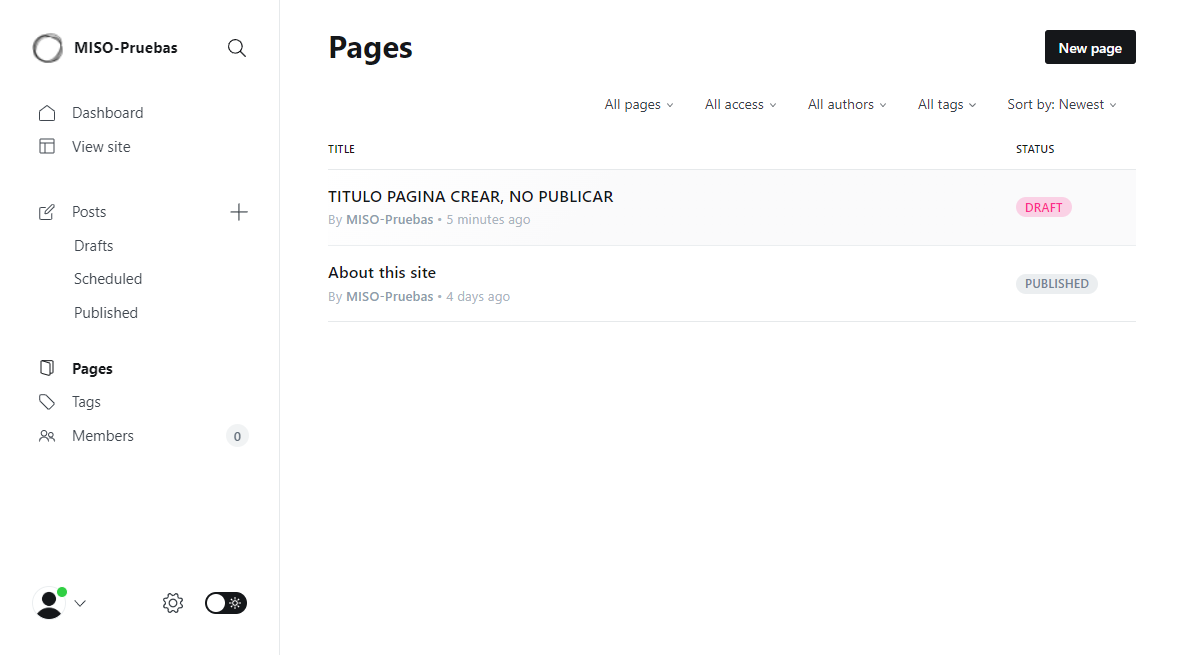 MISO-Pruebas
Dashboard
View site
Posts
Drafts
Scheduled
Published
Pages
Tags
Members
0
Pages
New page
All pages
All access
All authors
All tags
Sort by: Newest
TITLE
STATUS
TITULO PAGINA CREAR, NO PUBLICAR
By MISO-Pruebas • 5 minutes ago
DRAFT
About this site
By MISO-Pruebas • 4 days ago
PUBLISHED